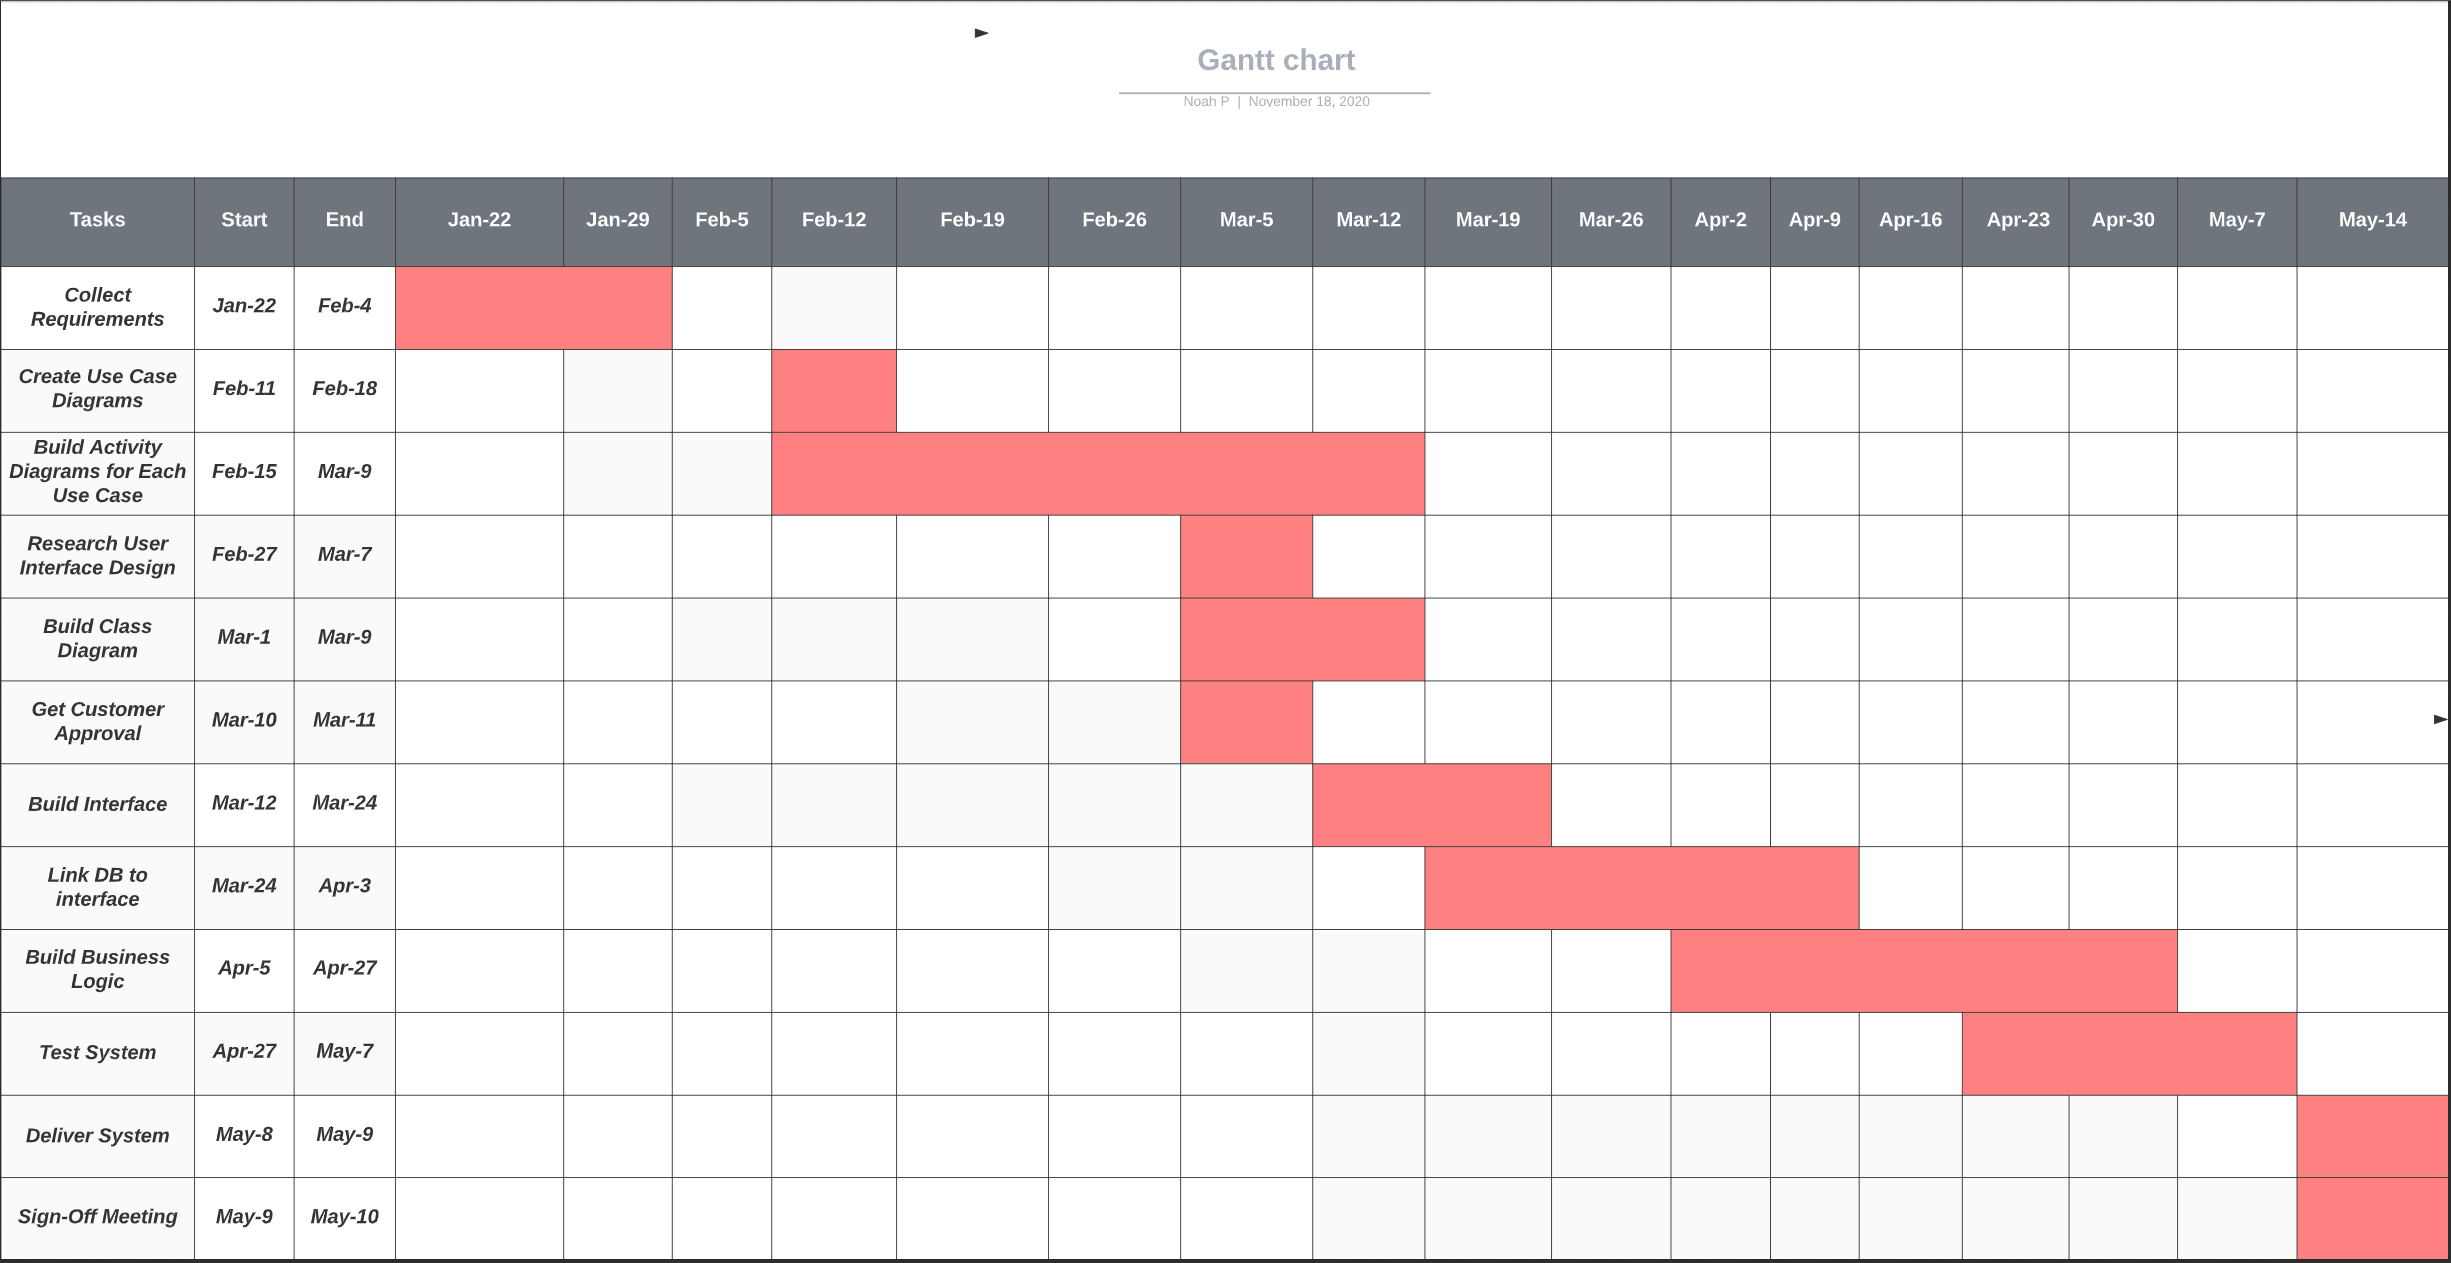 Gantt chart
Noah P | November 18, 2020
Tasks Start End Jan-22 Jan-29 Feb-5 Feb-12 Feb-19 Feb-26 Mar-5 Mar-12 Mar-19 Mar-26 Apr-2 Apr-9 Apr-16 Apr-23 Apr-30 May-7 May-14
Collect
Requirements
Jan-22 Feb-4
Create Use Case
Diagrams
Feb-11 Feb-18
Build Activity
Diagrams for Each
Use Case
Feb-15 Mar-9
Research User
Interface Design
Feb-27 Mar-7
Build Class
Diagram
Mar-1 Mar-9
Get Customer
Approval
Mar-10 Mar-11
Build Interface Mar-12 Mar-24
Link DB to
interface
Mar-24 Apr-3
Build Business
Logic
Apr-5 Apr-27
Test System Apr-27 May-7
Deliver System May-8 May-9
Sign-Off Meeting May-9 May-10